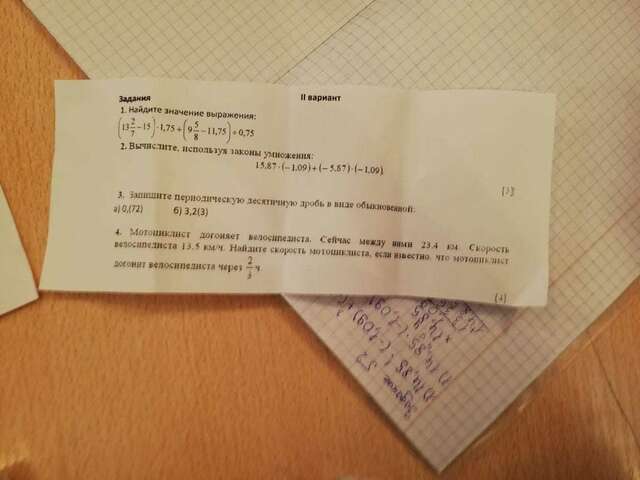 Задания II вариант
1. Найдите значение выражения:
(13 2/7 − 15) · 1,75 + (9 5/8 − 11,75) ÷ 0,75
2. Вычислите, используя законы умножения:
15,87 · (−1,09) + (−5,87) · (−1,09)
[3]
3. Запишите периодическую десятичную дробь в виде обыкновенной:
а) 0,(72) б) 3,2(3)
4. Мотоциклист догоняет велосипедиста. Сейчас между ними 23,4 км. Скорость
велосипедиста 13,5 км/ч. Найдите скорость мотоциклиста, если известно, что мотоциклист
догонит велосипедиста через 2/3 ч
[4]
Задание